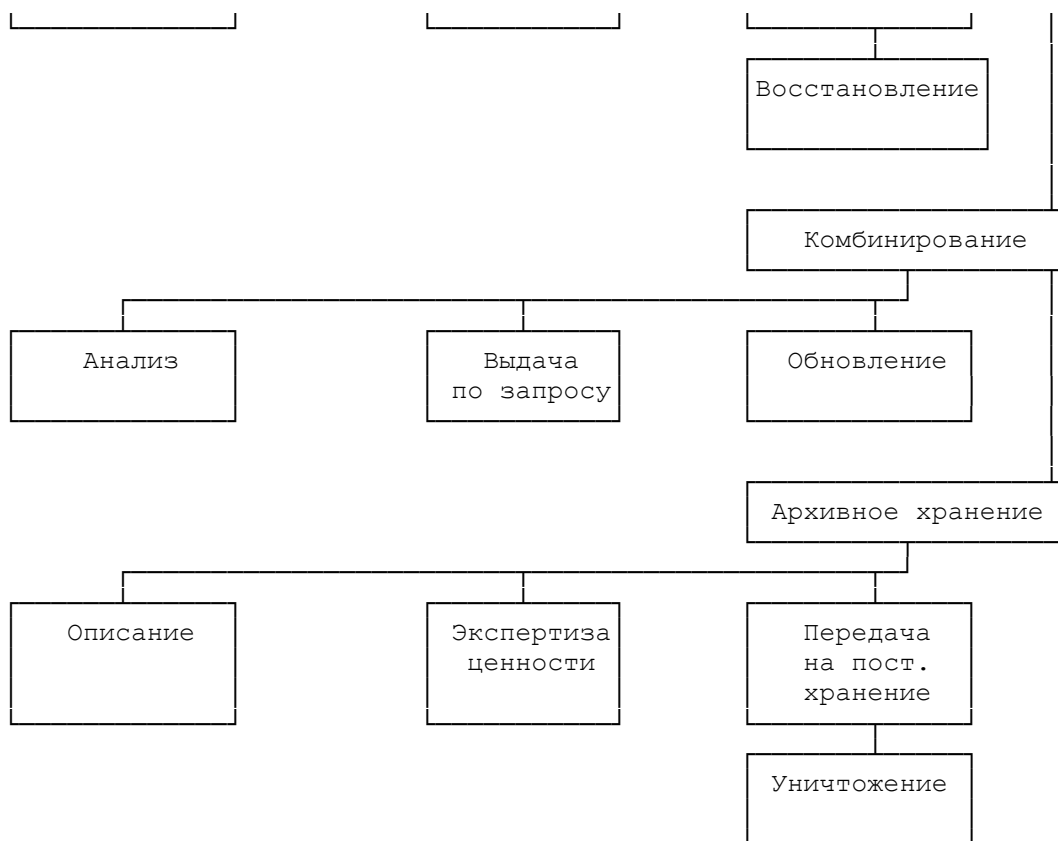 Восстановление
Комбинирование
Анализ
Выдача
по запросу
Обновление
Архивное хранение
Описание
Экспертиза
ценности
Передача
на пост.
хранение
Уничтожение